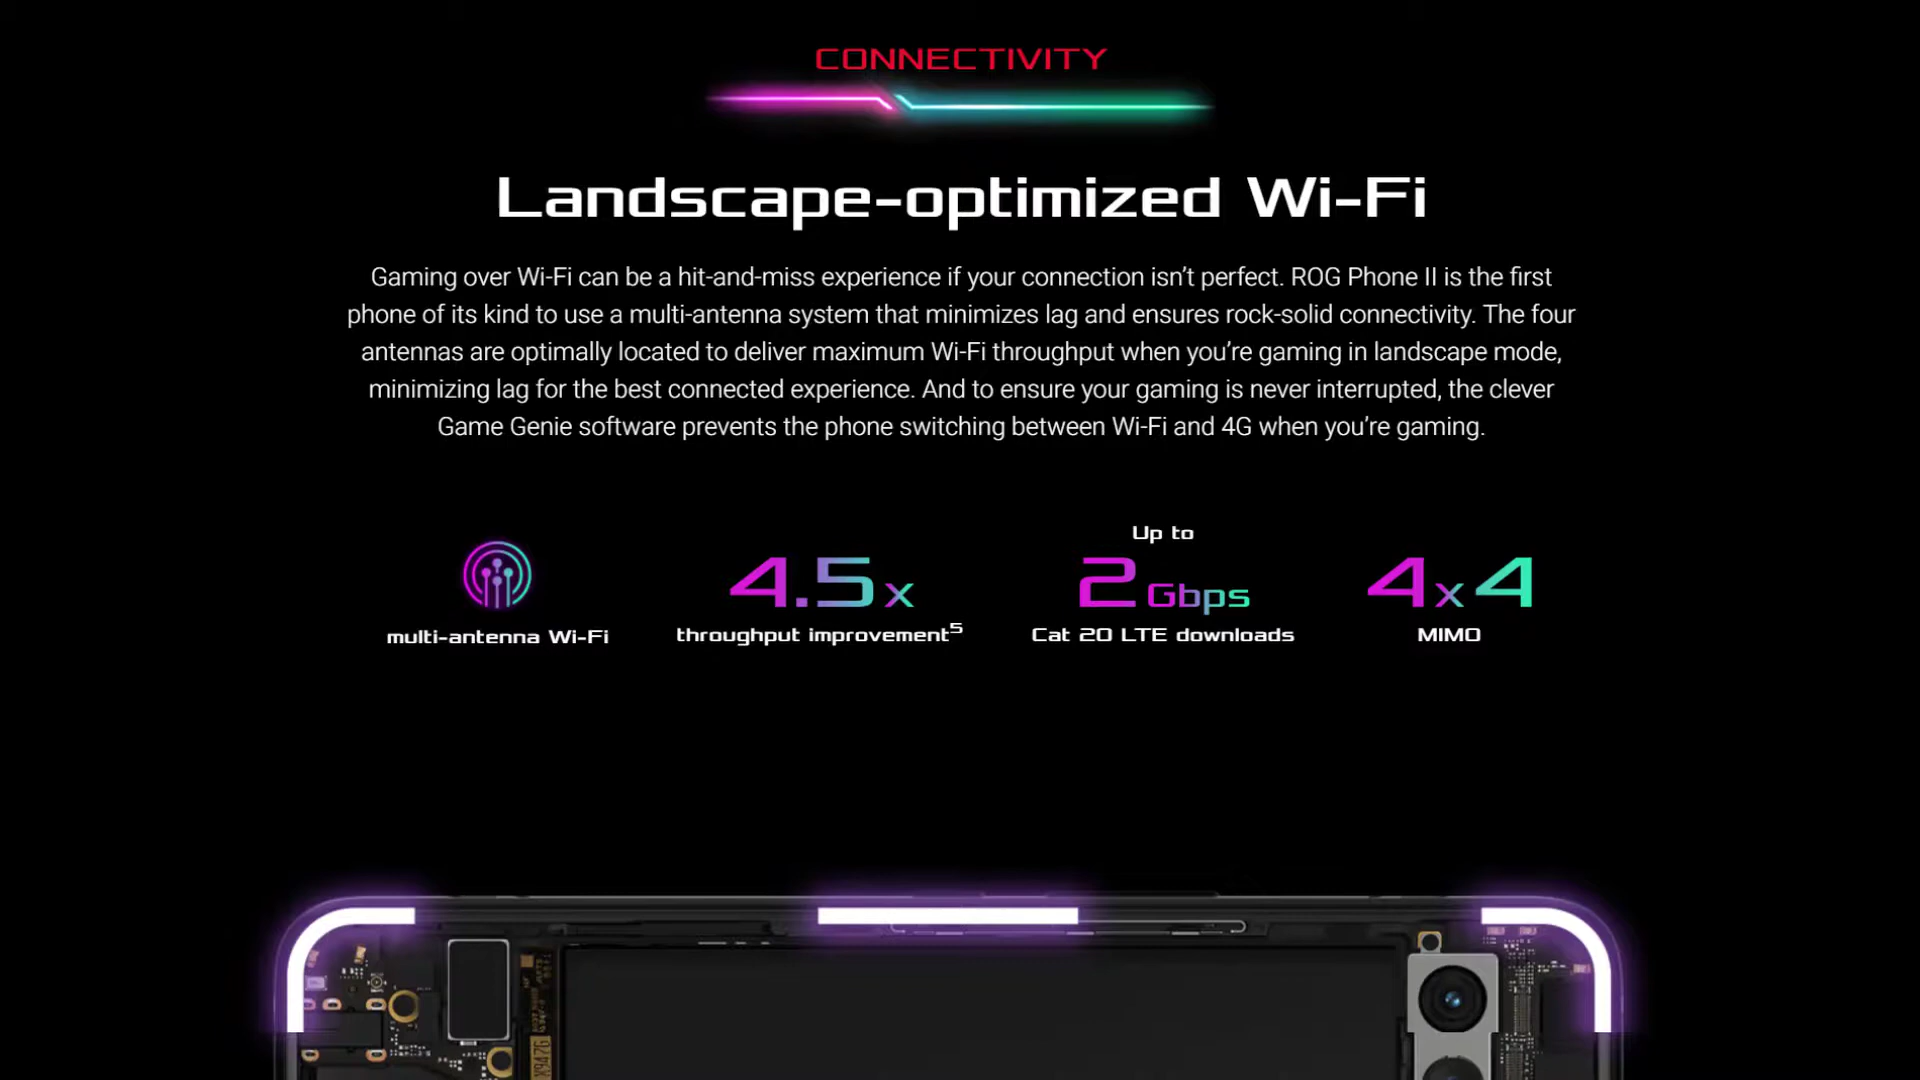 CONNECTIVITY
Landscape-optimized Wi-Fi
Gaming over Wi-Fi can be a hit-and-miss experience if your connection isn’t perfect. ROG Phone II is the first
phone of its kind to use a multi-antenna system that minimizes lag and ensures rock-solid connectivity. The four
antennas are optimally located to deliver maximum Wi-Fi throughput when you’re gaming in landscape mode,
minimizing lag for the best connected experience. And to ensure your gaming is never interrupted, the clever
Game Genie software prevents the phone switching between Wi-Fi and 4G when you’re gaming.
multi-antenna Wi-Fi
4.5x
throughput improvement⁵
Up to
2 Gbps
Cat 20 LTE downloads
4x4
MIMO